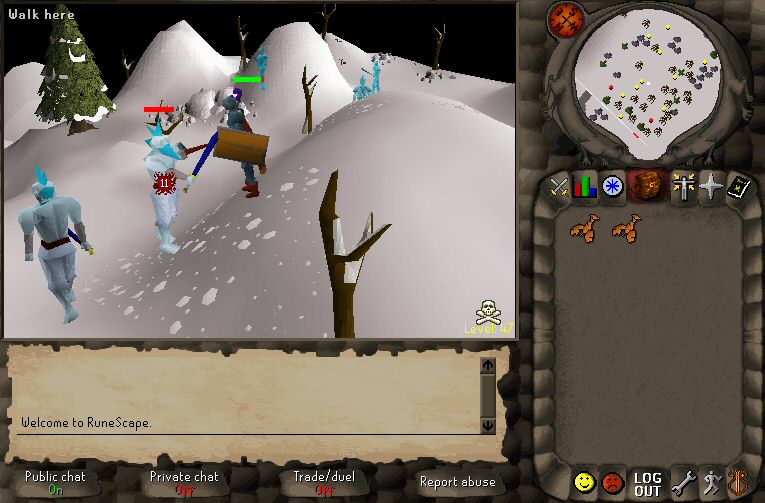 Walk here
11
Level: 47
Welcome to RuneScape.
Public chat
On
Private chat
Off
Trade/duel
Off
Report abuse
LOG
OUT